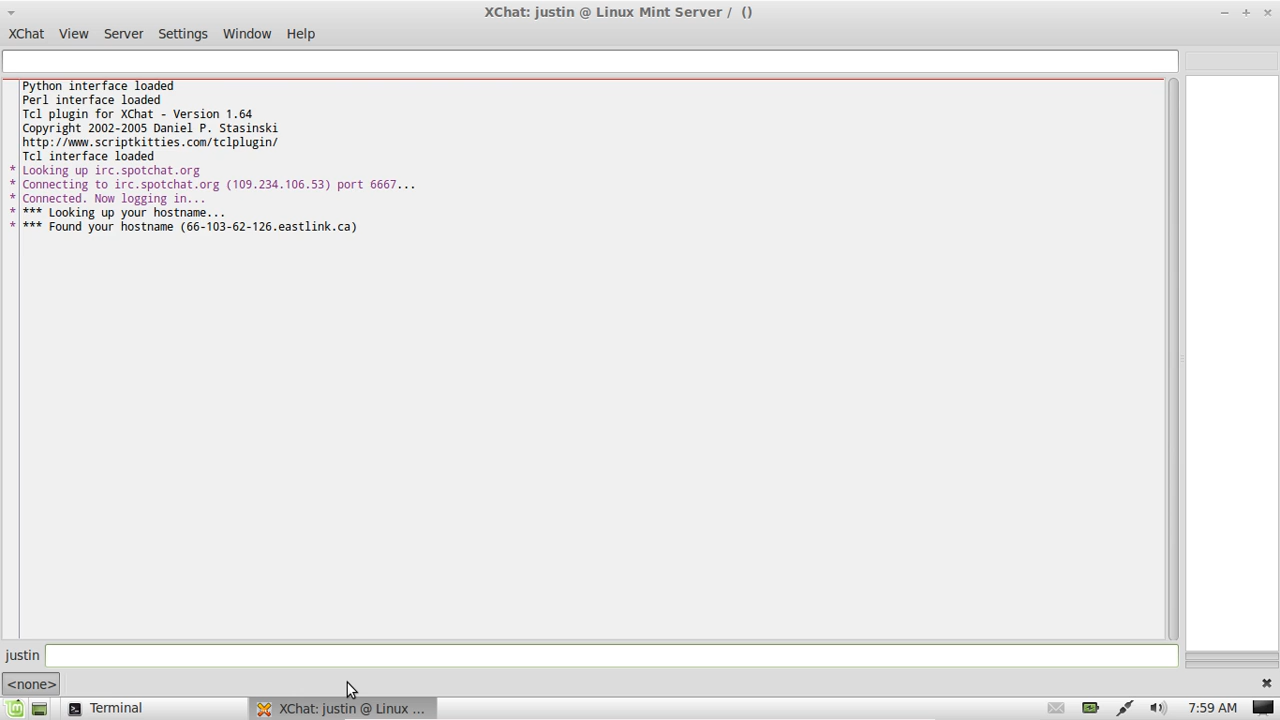 XChat: justin @ Linux Mint Server / ()
XChat View Server Settings Window Help
Python interface loaded
Perl interface loaded
Tcl plugin for XChat - Version 1.64
Copyright 2002-2005 Daniel P. Stasinski
http://www.scriptkitties.com/tclplugin/
Tcl interface loaded
* Looking up irc.spotchat.org
* Connecting to irc.spotchat.org (109.234.106.53) port 6667...
* Connected. Now logging in...
* *** Looking up your hostname...
* *** Found your hostname (66-103-62-126.eastlink.ca)
justin
<none>
Terminal XChat: justin @ Linux ... 7:59 AM